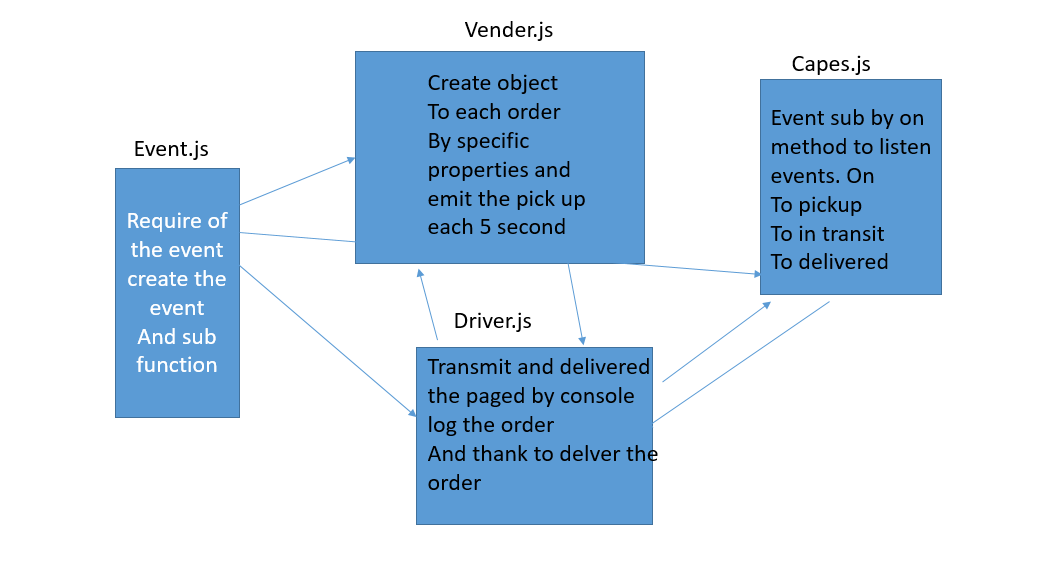 Event.js
Require of
the event
create the
event
And sub
function
Vender.js
Create object
To each order
By specific
properties and
emit the pick up
each 5 second
Driver.js
Transmit and delivered
the paged by console
log the order
And thank to delver the
order
Capes.js
Event sub by on
method to listen
events. On
To pickup
To in transit
To delivered